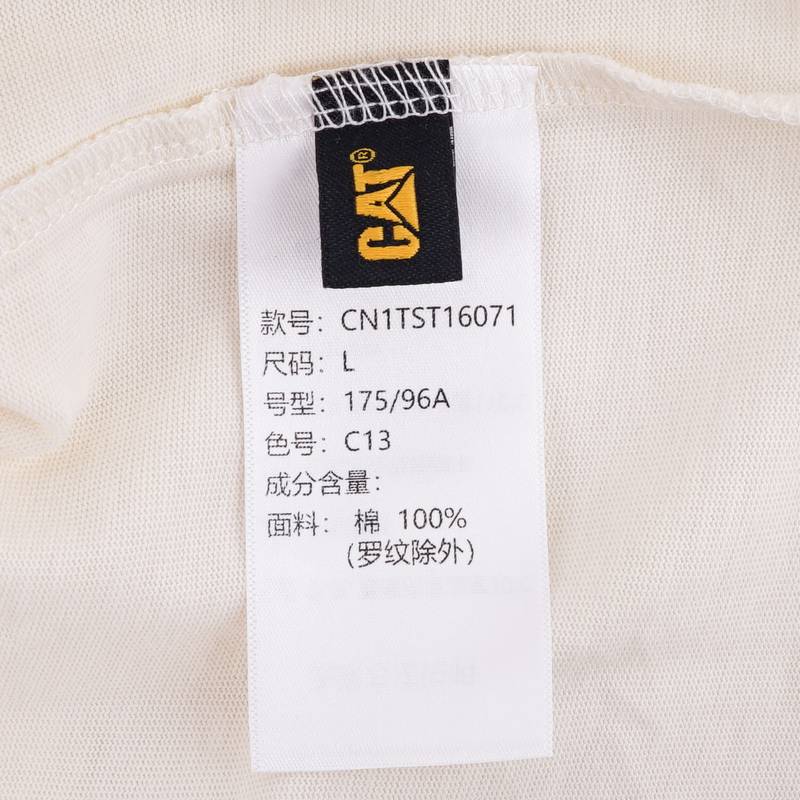 CAT®
款号：CN1TST16071
尺码：L
号型：175/96A
色号：C13
成分含量：
面料： 棉 100%
(罗纹除外)